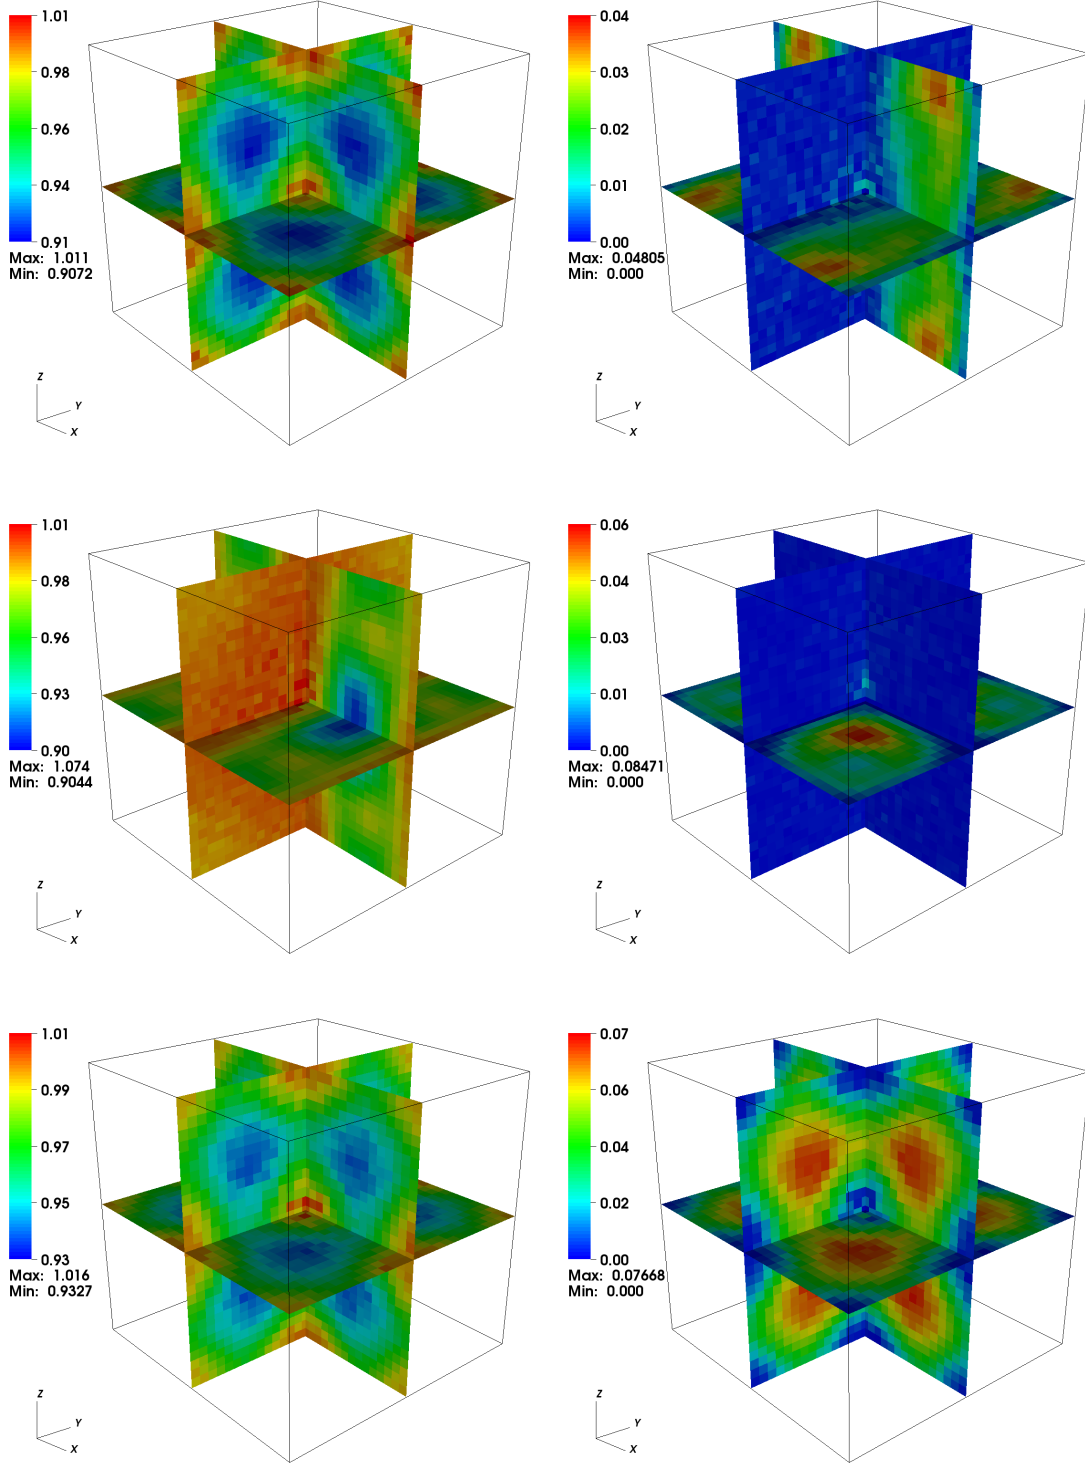 1.01
0.98
0.96
0.94
0.91
Max: 1.011
Min: 0.9072
Z
Y
X
0.04
0.03
0.02
0.01
0.00
Max: 0.04805
Min: 0.000
Z
Y
X
1.01
0.98
0.96
0.93
0.90
Max: 1.074
Min: 0.9044
Z
Y
X
0.06
0.04
0.03
0.01
0.00
Max: 0.08471
Min: 0.000
Z
Y
X
1.01
0.99
0.97
0.95
0.93
Max: 1.016
Min: 0.9327
Z
Y
X
0.07
0.06
0.04
0.02
0.00
Max: 0.07668
Min: 0.000
Z
Y
X